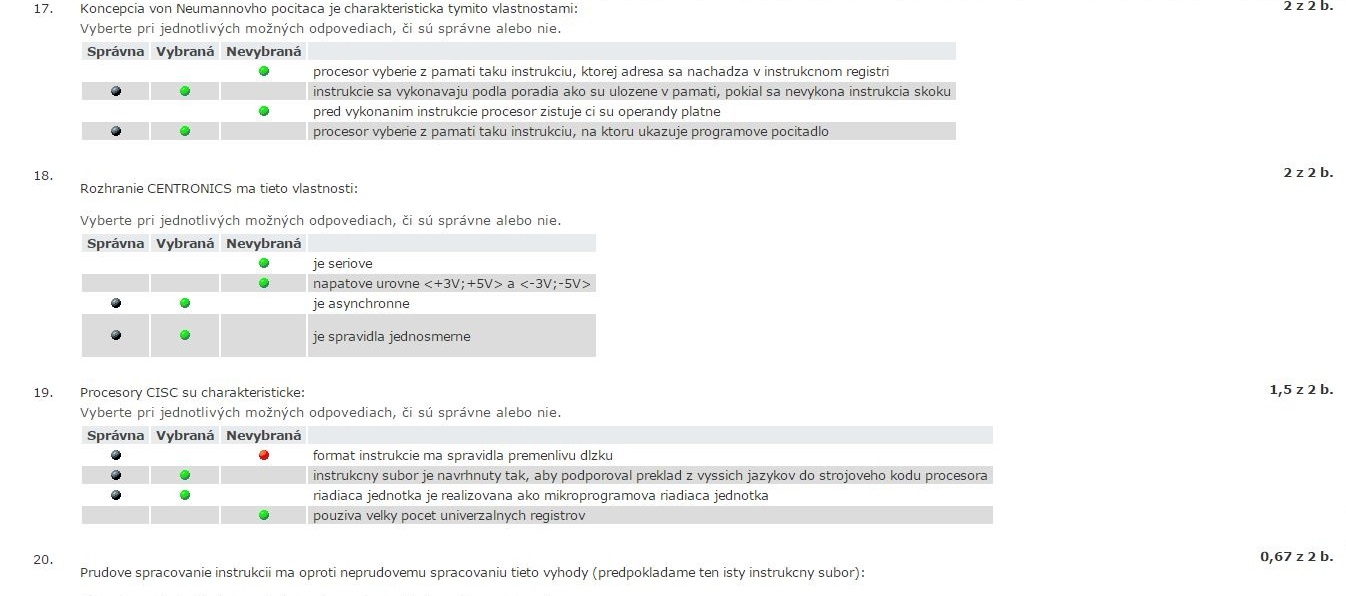 17. Koncepcia von Neumannovho pocitaca je charakteristicka tymito vlastnostami: 2 z 2 b.
Vyberte pri jednotlivých možných odpovediach, či sú správne alebo nie.
Správna Vybraná Nevybraná
procesor vyberie z pamati taku instrukciu, ktorej adresa sa nachadza v instrukcnom registri
instrukcie sa vykonavaju podla poradia ako su ulozene v pamati, pokial sa nevykona instrukcia skoku
pred vykonanim instrukcie procesor zistuje ci su operandy platne
procesor vyberie z pamati taku instrukciu, na ktoru ukazuje programove pocitadlo
18. 2 z 2 b.
Rozhranie CENTRONICS ma tieto vlastnosti:
Vyberte pri jednotlivých možných odpovediach, či sú správne alebo nie.
Správna Vybraná Nevybraná
je seriove
napatove urovne <+3V;+5V> a <-3V;-5V>
je asynchronne
je spravidla jednosmerne
19. Procesory CISC su charakteristicke: 1,5 z 2 b.
Vyberte pri jednotlivých možných odpovediach, či sú správne alebo nie.
Správna Vybraná Nevybraná
format instrukcie ma spravidla premenlivu dlzku
instrukcny subor je navrhnuty tak, aby podporoval preklad z vyssich jazykov do strojoveho kodu procesora
riadiaca jednotka je realizovana ako mikroprogramova riadiaca jednotka
pouziva velky pocet univerzalnych registrov
20. 0,67 z 2 b.
Prudove spracovanie instrukcii ma oproti neprudovemu spracovaniu tieto vyhody (predpokladame ten isty instrukcny subor):